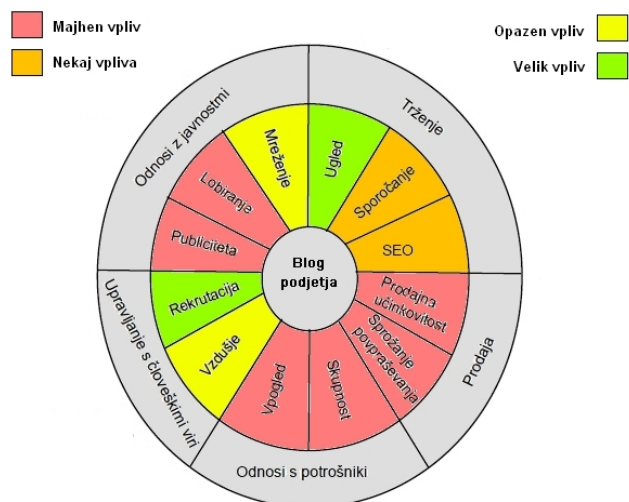 Majhen vpliv
Nekaj vpliva
Opazen vpliv
Velik vpliv
Odnosi z javnostmi
Trženje
Mreženje
Ugled
Lobiranje
Sporočanje
Publiciteta
SEO
Blog
podjetja
Rekrutacija
Prodajna
učinkovitost
Vzdušje
Sprožanje
povpraševanja
Vpogled
Skupnost
Upravljanje s človeškimi viri
Prodaja
Odnosi s potrošniki